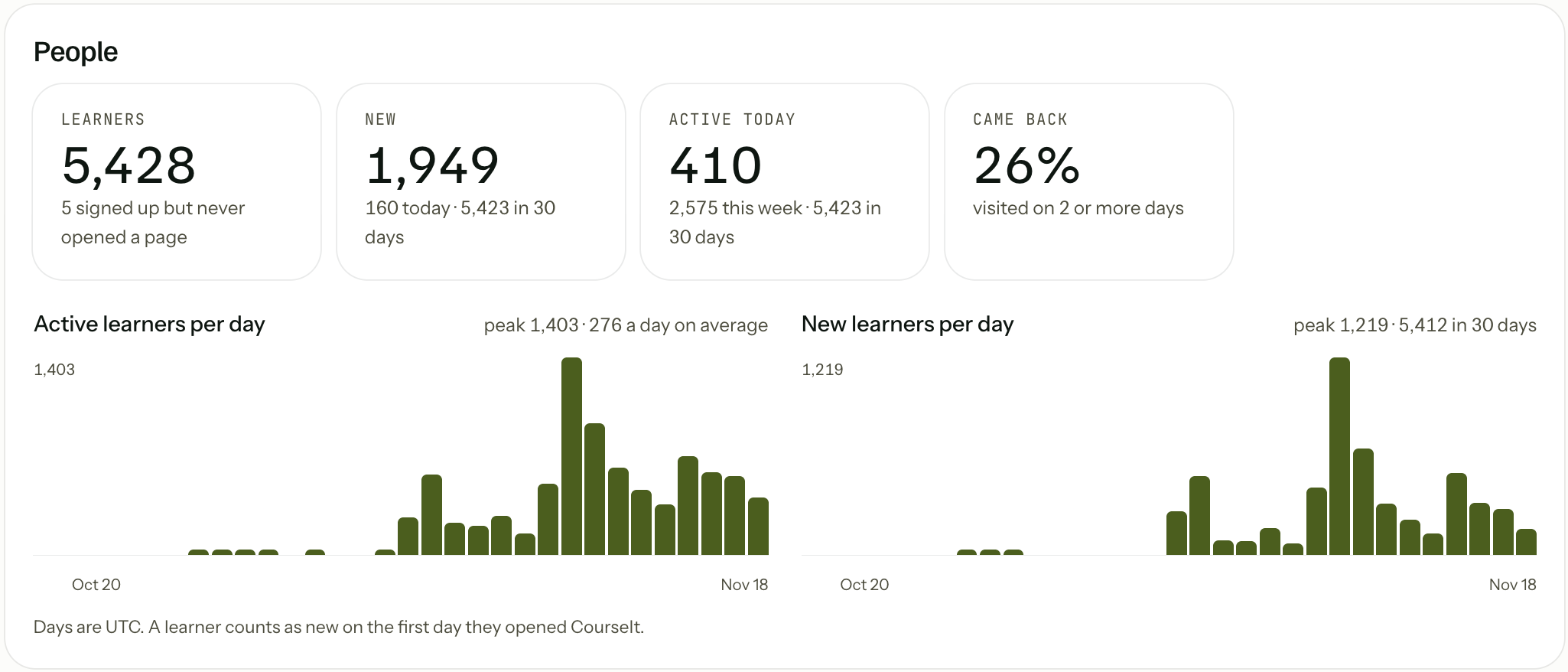 People
LEARNERS
5,428
5 signed up but never
opened a page
NEW
1,949
160 today · 5,423 in 30
days
ACTIVE TODAY
410
2,575 this week · 5,423 in
30 days
CAME BACK
26%
visited on 2 or more days
Active learners per day
peak 1,403 · 276 a day on average
1,403
Oct 20
Nov 18
New learners per day
peak 1,219 · 5,412 in 30 days
1,219
Oct 20
Nov 18
Days are UTC. A learner counts as new on the first day they opened CourseIt.